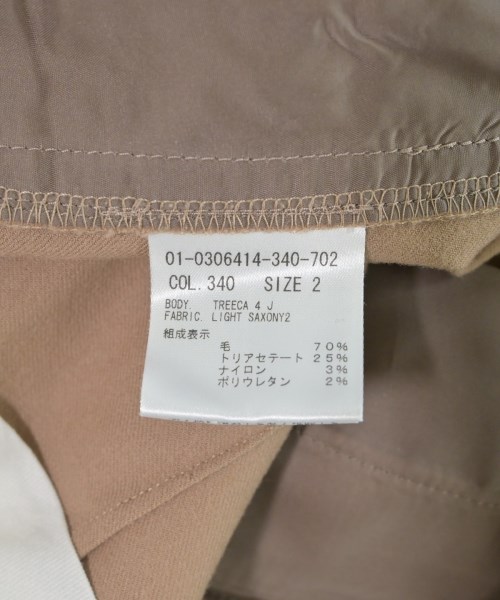 01-0306414-340-702
COL. 340 SIZE 2
BODY. TREECA 4 J
FABRIC. LIGHT SAXONY2
組成表示
毛 70%
トリアセテート 25%
ナイロン 3%
ポリウレタン 2%